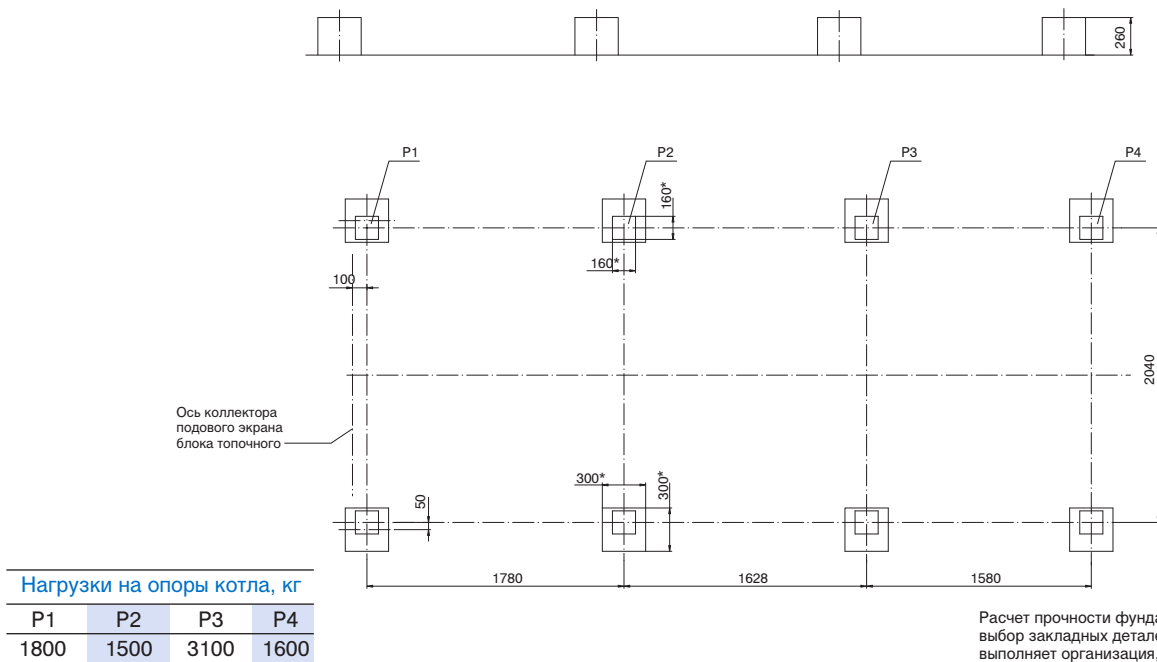 260
P1
P2
P3
P4
160*
160*
100
2040
Ось коллектора
подового экрана
блока топочного
300*
300*
50
1780
1628
1580
Нагрузки на опоры котла, кг
P1 P2 P3 P4
1800 1500 3100 1600
Расчет прочности
выбор закладных
выполняет организация,